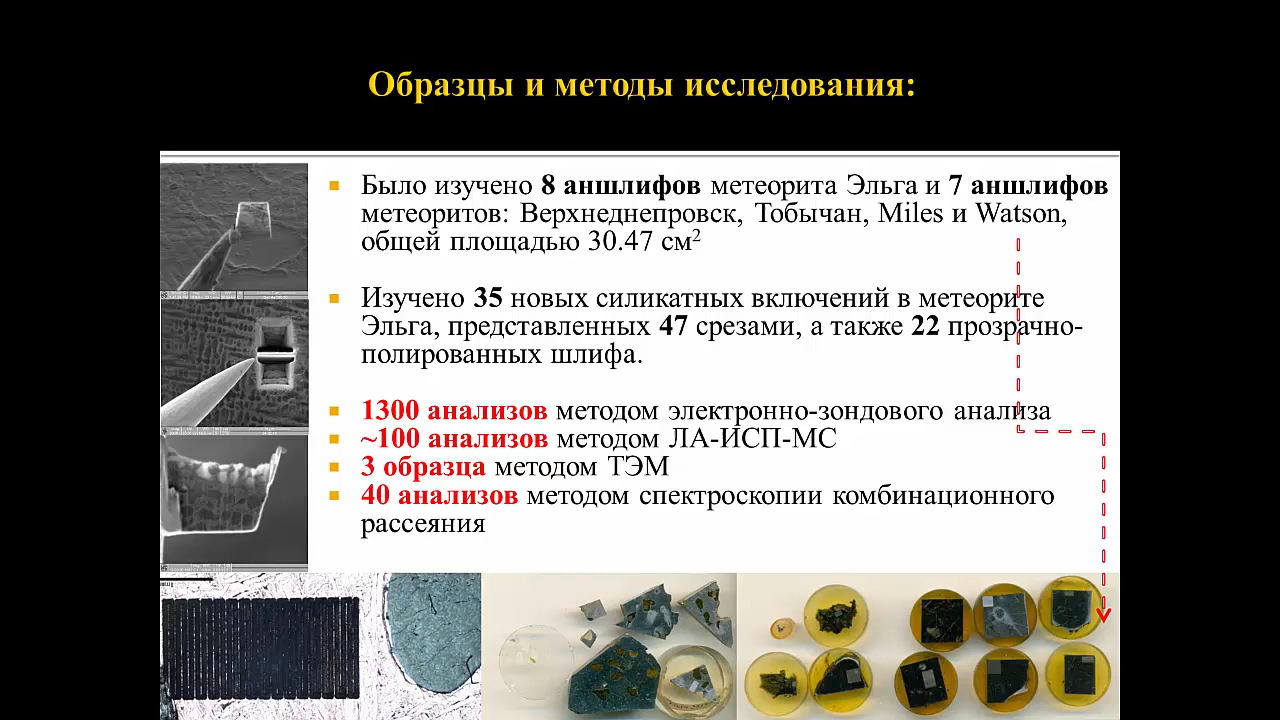 Образцы и методы исследования:
Было изучено 8 аншлифов метеорита Эльга и 7 аншлифов
метеоритов: Верхнеднепровск, Тобычан, Miles и Watson,
общей площадью 30.47 см²
Изучено 35 новых силикатных включений в метеорите
Эльга, представленных 47 срезами, а также 22 прозрачно-
полированных шлифа.
1300 анализов методом электронно-зондового анализа
~100 анализов методом ЛА-ИСП-МС
3 образца методом ТЭМ
40 анализов методом спектроскопии комбинационного
рассеяния